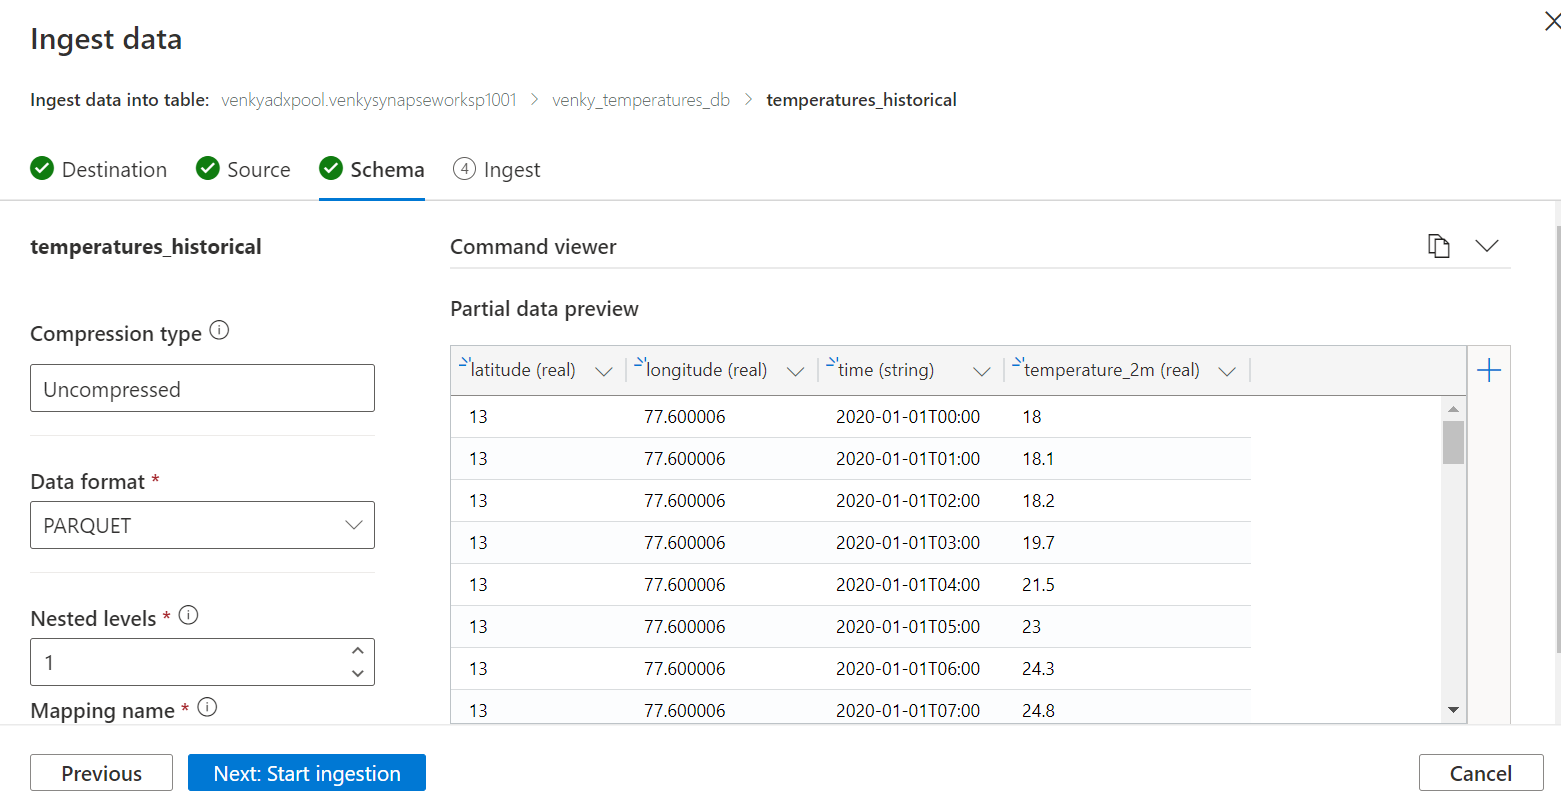 Ingest data
Ingest data into table: venkyadxpool.venkysynapseworksp1001 > venky_temperatures_db > temperatures_historical
Destination Source Schema 4 Ingest
temperatures_historical
Compression type
Uncompressed
Data format *
PARQUET
Nested levels *
1
Mapping name *
Command viewer
Partial data preview
latitude (real) longitude (real) time (string) temperature_2m (real)
13 77.600006 2020-01-01T00:00 18
13 77.600006 2020-01-01T01:00 18.1
13 77.600006 2020-01-01T02:00 18.2
13 77.600006 2020-01-01T03:00 19.7
13 77.600006 2020-01-01T04:00 21.5
13 77.600006 2020-01-01T05:00 23
13 77.600006 2020-01-01T06:00 24.3
13 77.600006 2020-01-01T07:00 24.8
Previous Next: Start ingestion Cancel